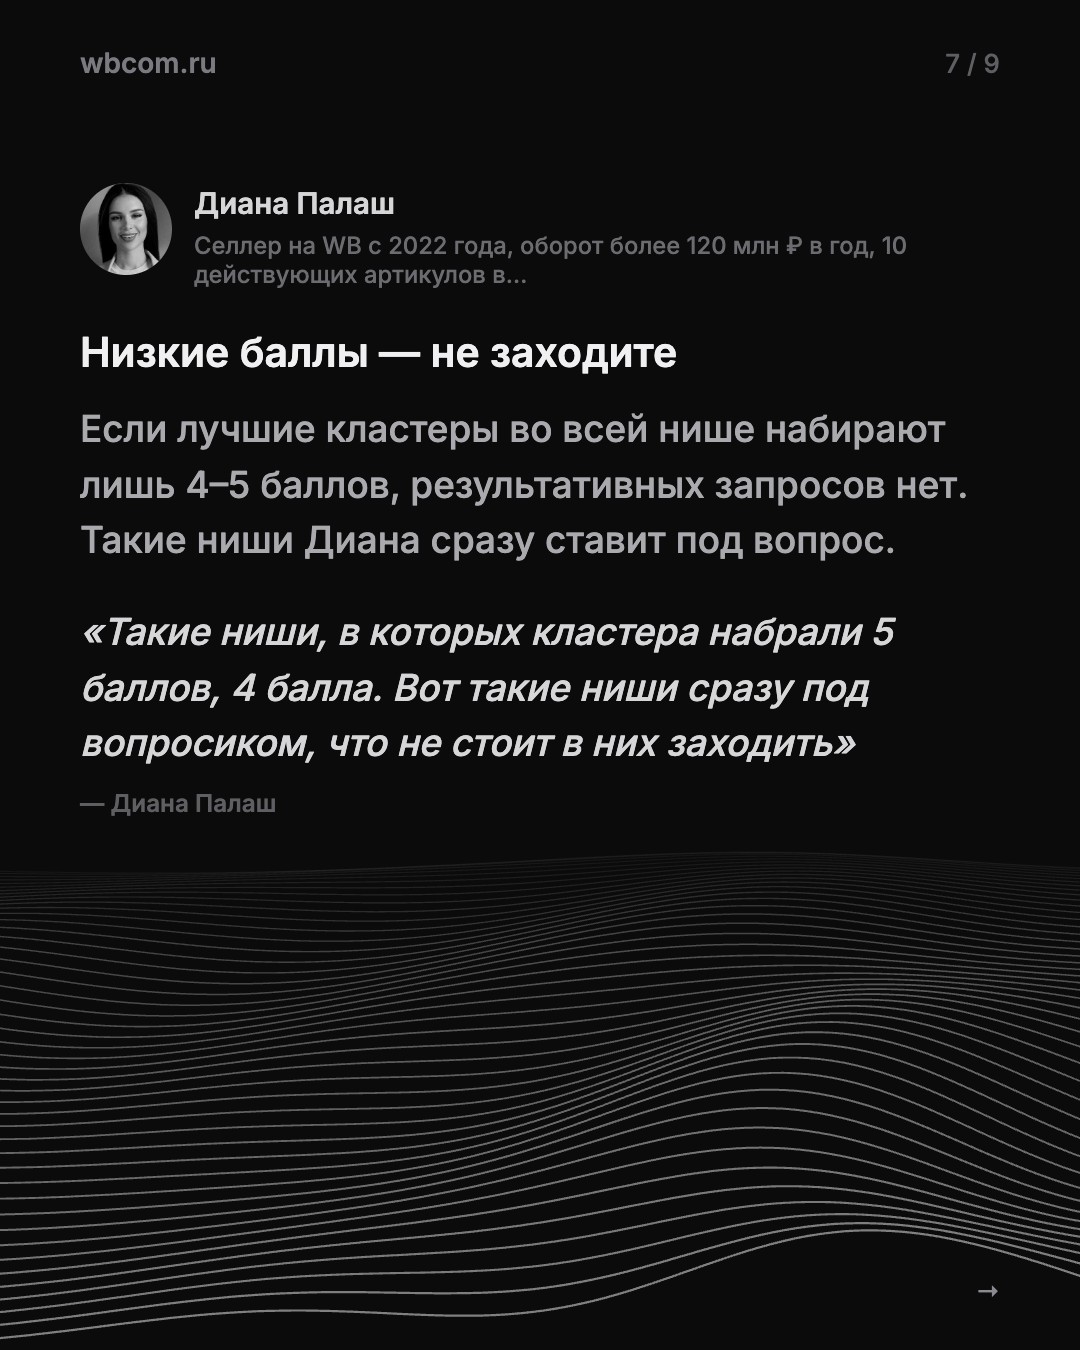 wbcom.ru
7 / 9
Диана Палаш
Селлер на WB с 2022 года, оборот более 120 млн ₽ в год, 10
действующих артикулов в...
Низкие баллы — не заходите
Если лучшие кластеры во всей нише набирают
лишь 4–5 баллов, результативных запросов нет.
Такие ниши Диана сразу ставит под вопрос.
«Такие ниши, в которых кластера набрали 5
баллов, 4 балла. Вот такие ниши сразу под
вопросиком, что не стоит в них заходить»
— Диана Палаш
→